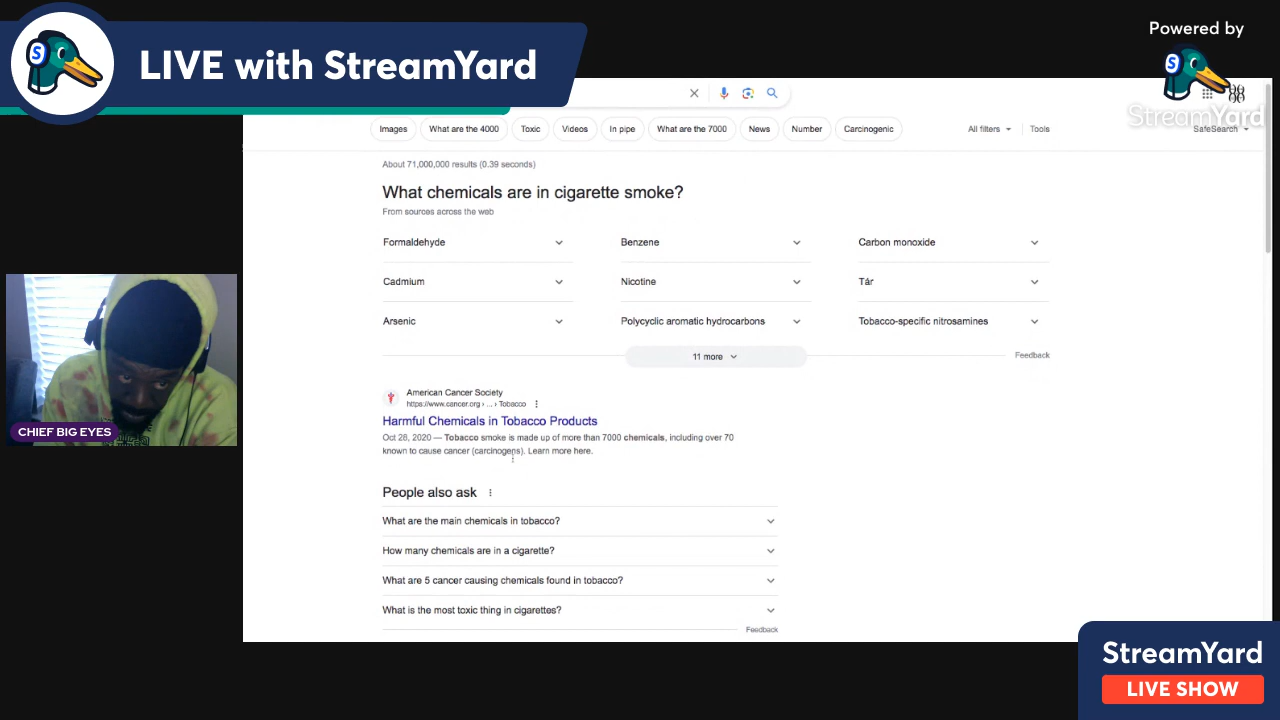 LIVE with StreamYard
Powered by
StreamYard
Images
What are the 4000
Toxic
Videos
In pipe
What are the 7000
News
Number
Carcinogenic
All filters
Tools
SafeSearch
About 71,000,000 results (0.39 seconds)
What chemicals are in cigarette smoke?
From sources across the web
Formaldehyde
Benzene
Carbon monoxide
Cadmium
Nicotine
Tár
Arsenic
Polycyclic aromatic hydrocarbons
Tobacco-specific nitrosamines
11 more
Feedback
American Cancer Society
https://www.cancer.org › ... › Tobacco
Harmful Chemicals in Tobacco Products
Oct 28, 2020 — Tobacco smoke is made up of more than 7000 chemicals, including over 70
known to cause cancer (carcinogens). Learn more here.
People also ask
What are the main chemicals in tobacco?
How many chemicals are in a cigarette?
What are 5 cancer causing chemicals found in tobacco?
What is the most toxic thing in cigarettes?
Feedback
CHIEF BIG EYES
StreamYard
LIVE SHOW